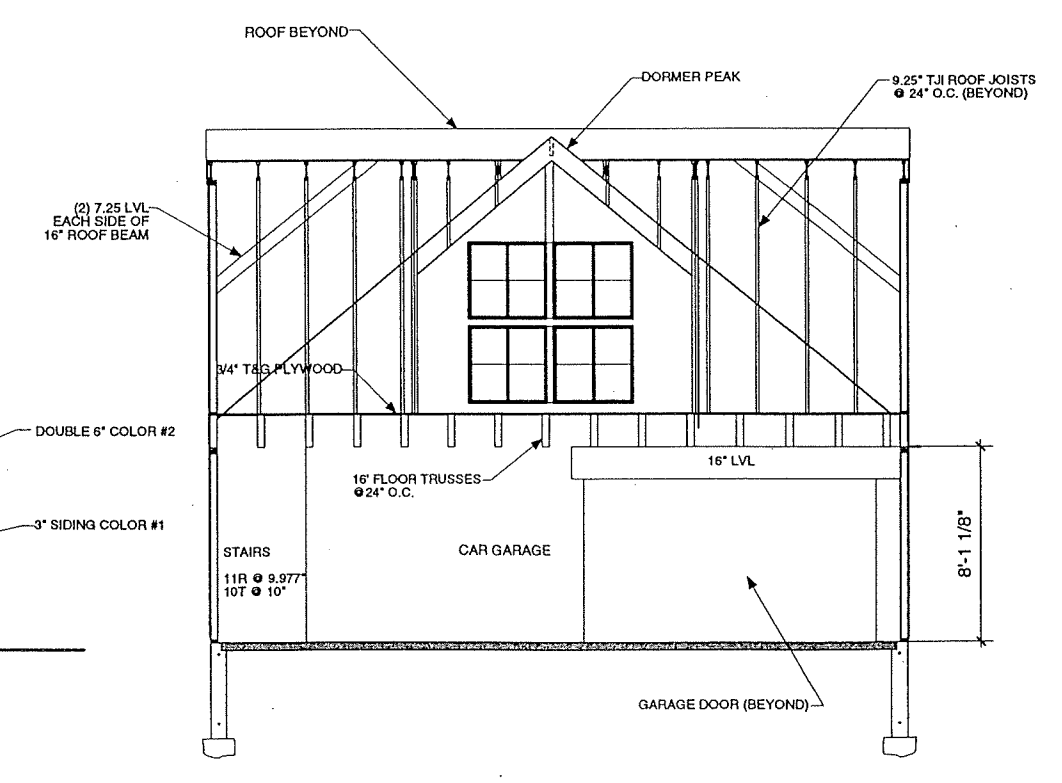 ROOF BEYOND
DORMER PEAK
9.25" TJI ROOF JOISTS
@ 24" O.C. (BEYOND)
(2) 7.25 LVL
EACH SIDE OF
16" ROOF BEAM
3/4" T&G PLYWOOD
DOUBLE 6" COLOR #2
16' FLOOR TRUSSES
@24" O.C.
16" LVL
3" SIDING COLOR #1
STAIRS
11R @ 9.977"
10T @ 10"
CAR GARAGE
8'-1 1/8"
GARAGE DOOR (BEYOND)